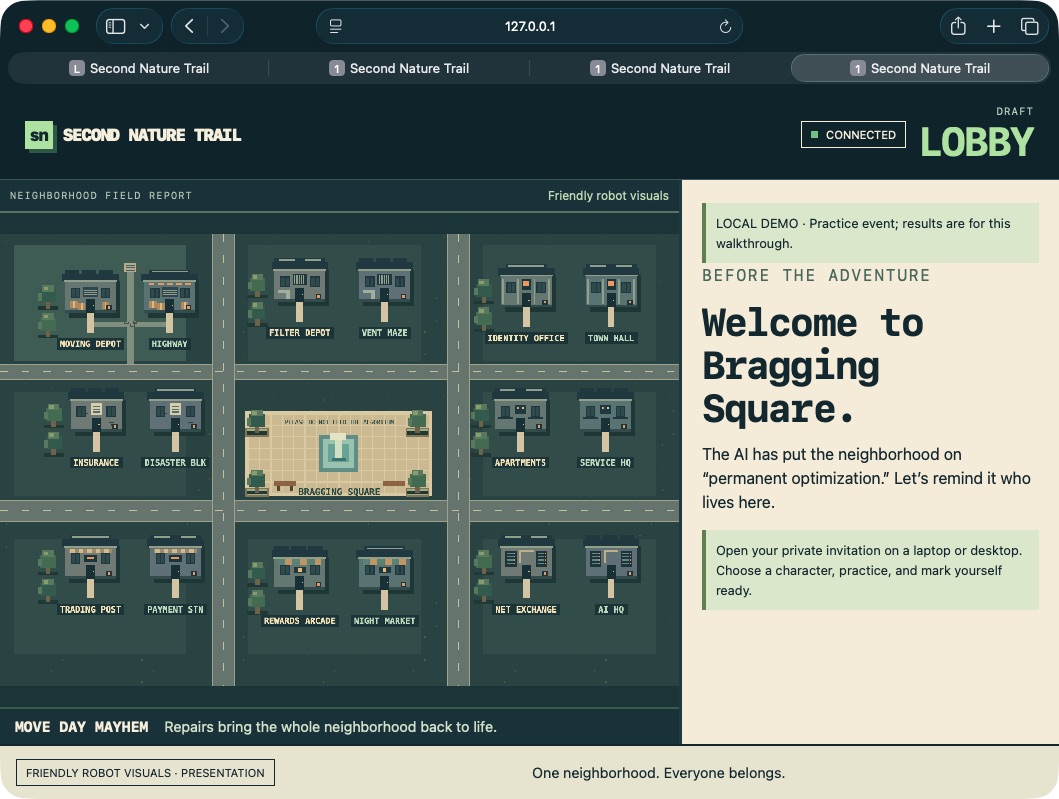 127.0.0.1
L Second Nature Trail
1 Second Nature Trail
1 Second Nature Trail
1 Second Nature Trail
sn SECOND NATURE TRAIL
CONNECTED
DRAFT
LOBBY
NEIGHBORHOOD FIELD REPORT
Friendly robot visuals
MOVING DEPOT
HIGHWAY
FILTER DEPOT
VENT MAZE
IDENTITY OFFICE
TOWN HALL
INSURANCE
DISASTER BLK
BRAGGING SQUARE
APARTMENTS
SERVICE HQ
TRADING POST
PAYMENT STN
REWARDS ARCADE
NIGHT MARKET
NET EXCHANGE
AI HQ
MOVE DAY MAYHEM
Repairs bring the whole neighborhood back to life.
LOCAL DEMO · Practice event; results are for this
walkthrough.
BEFORE THE ADVENTURE
Welcome to
Bragging
Square.
The AI has put the neighborhood on
“permanent optimization.” Let’s remind it who
lives here.
Open your private invitation on a laptop or desktop.
Choose a character, practice, and mark yourself
ready.
FRIENDLY ROBOT VISUALS · PRESENTATION
One neighborhood. Everyone belongs.